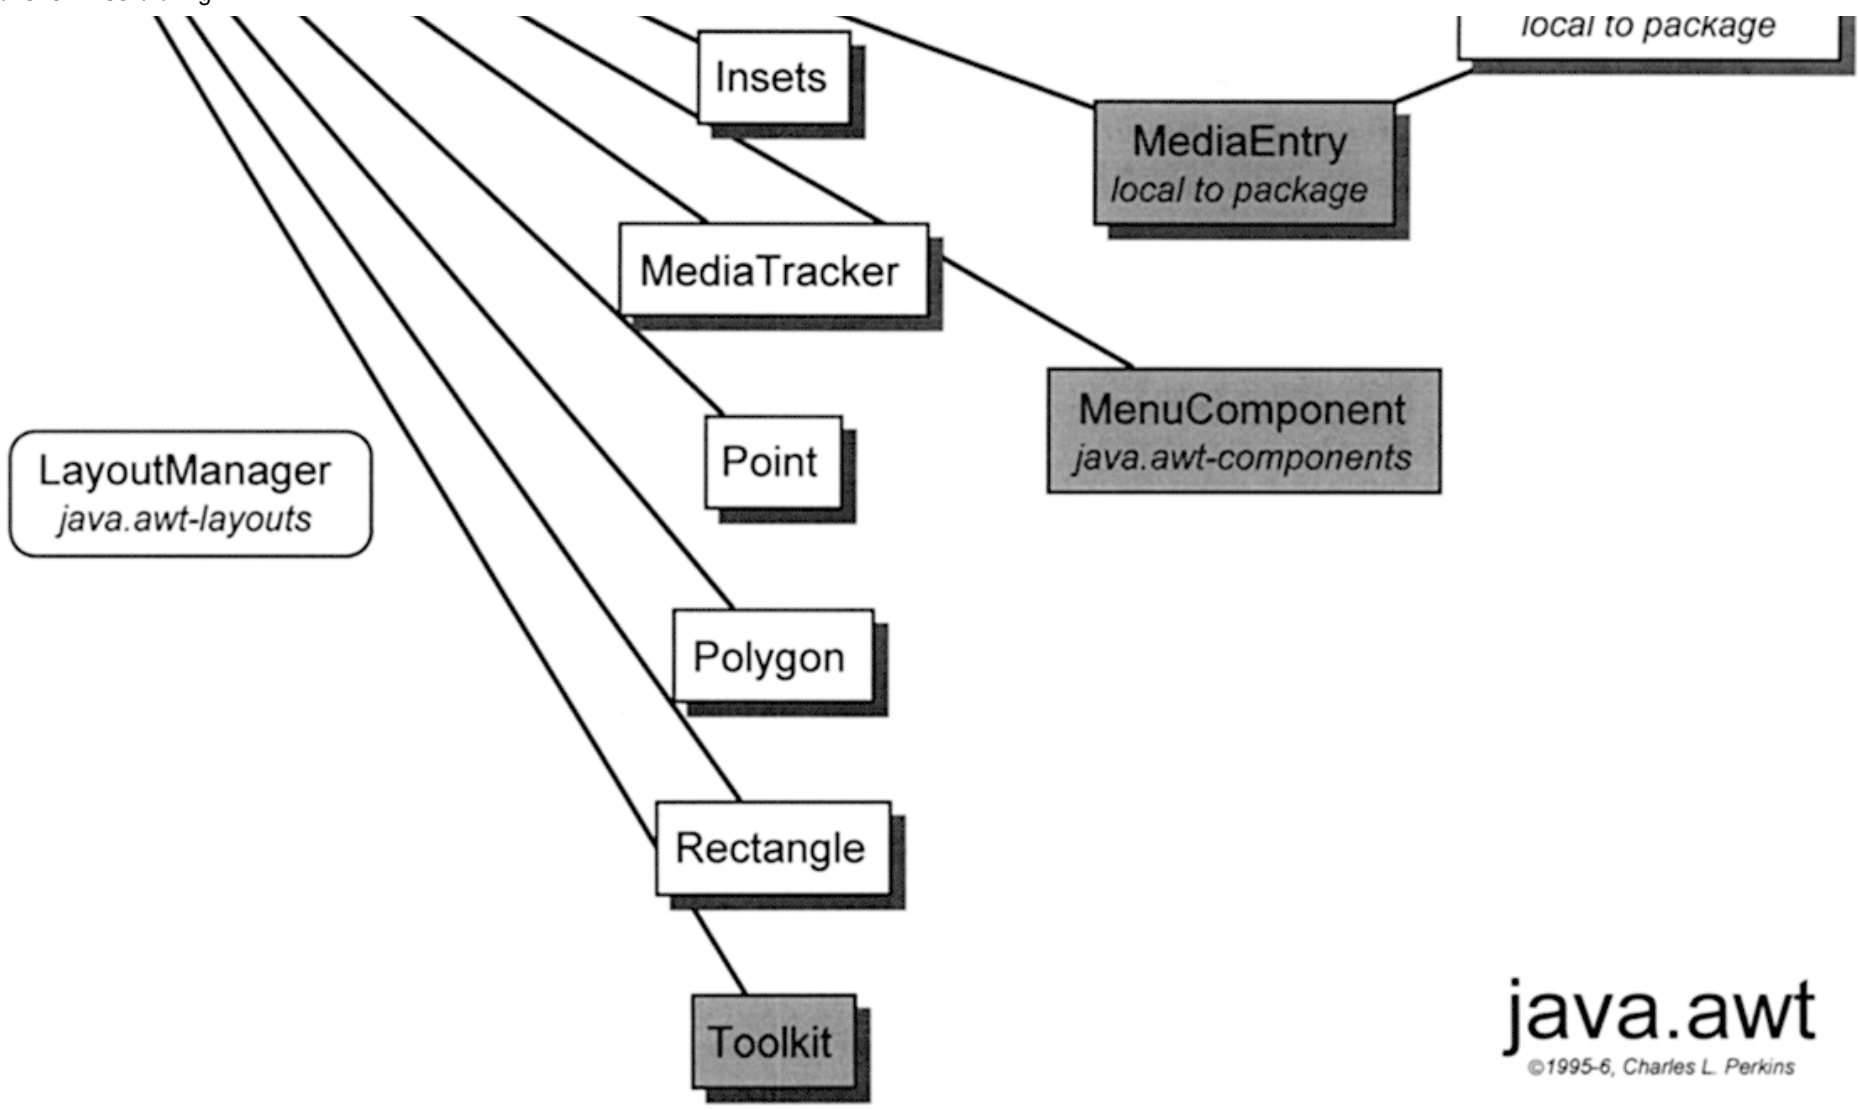 local to package
Insets
MediaEntry
local to package
MediaTracker
MenuComponent
java.awt-components
LayoutManager
java.awt-layouts
Point
Polygon
Rectangle
Toolkit
java.awt
©1995-6, Charles L. Perkins